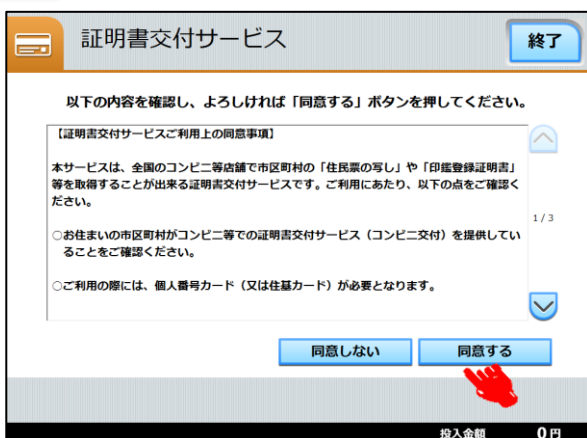 証明書交付サービス
終了
以下の内容を確認し、よろしければ「同意する」ボタンを押してください。
【証明書交付サービスご利用上の同意事項】
本サービスは、全国のコンビニ等店舗で市区町村の「住民票の写し」や「印鑑登録証明書」
等を取得することが出来る証明書交付サービスです。ご利用にあたり、以下の点をご確認く
ださい。
1/3
○お住まいの市区町村がコンビニ等での証明書交付サービス（コンビニ交付）を提供してい
ることをご確認ください。
○ご利用の際には、個人番号カード（又は住基カード）が必要となります。
同意しない
同意する
投入金額 0円